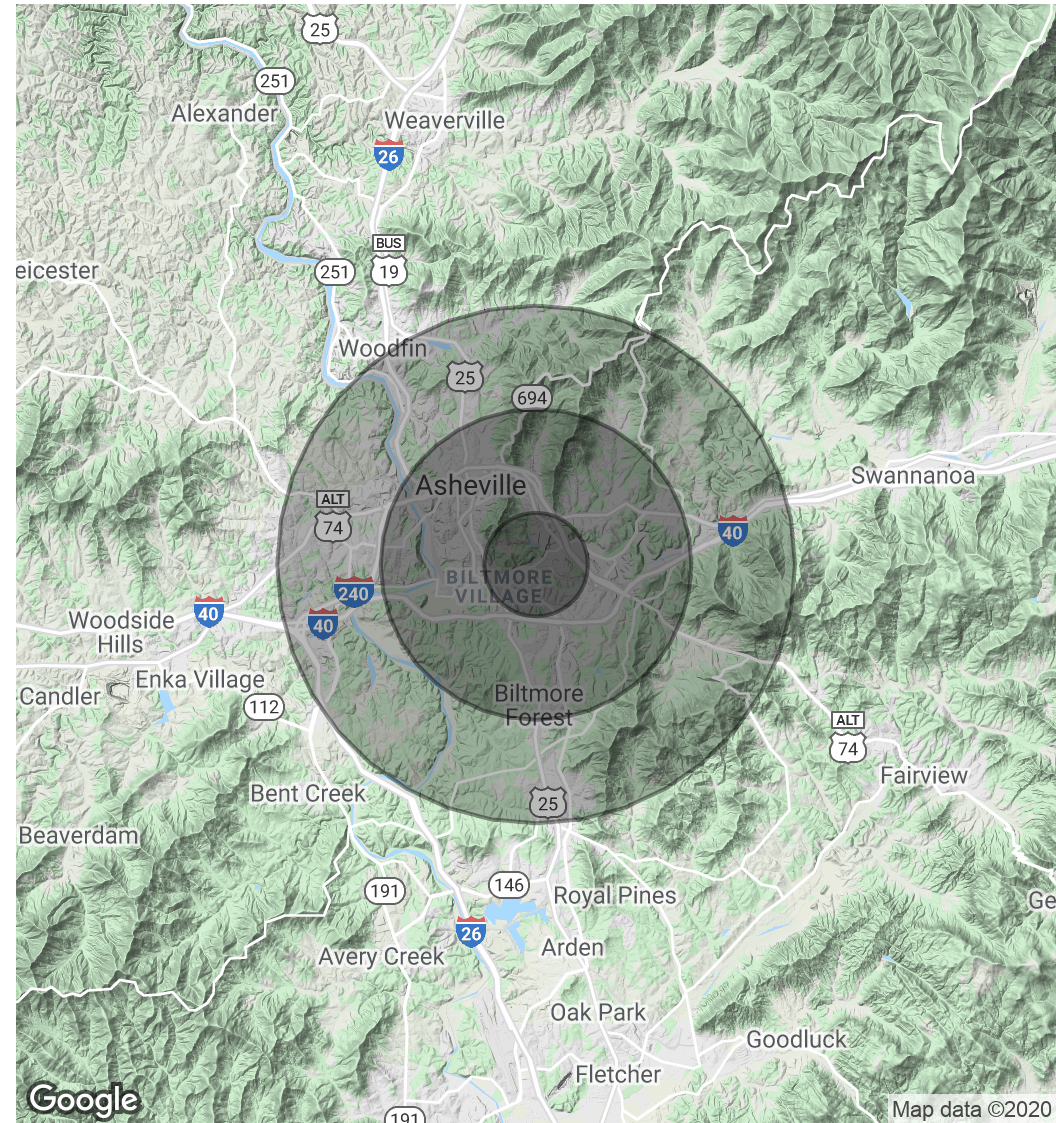 25
251
Alexander
Weaverville
26
BUS
19
251
eicester
Woodfin
25
694
Swannanoa
Asheville
ALT
74
40
BILTMORE
VILLAGE
240
40
40
Woodside
Hills
Enka Village
Candler
112
Biltmore
Forest
ALT
74
Fairview
Bent Creek
25
Beaverdam
191
146
Royal Pines
Ge
26
Arden
Avery Creek
Oak Park
Goodluck
Fletcher
Google
191
Map data ©2020